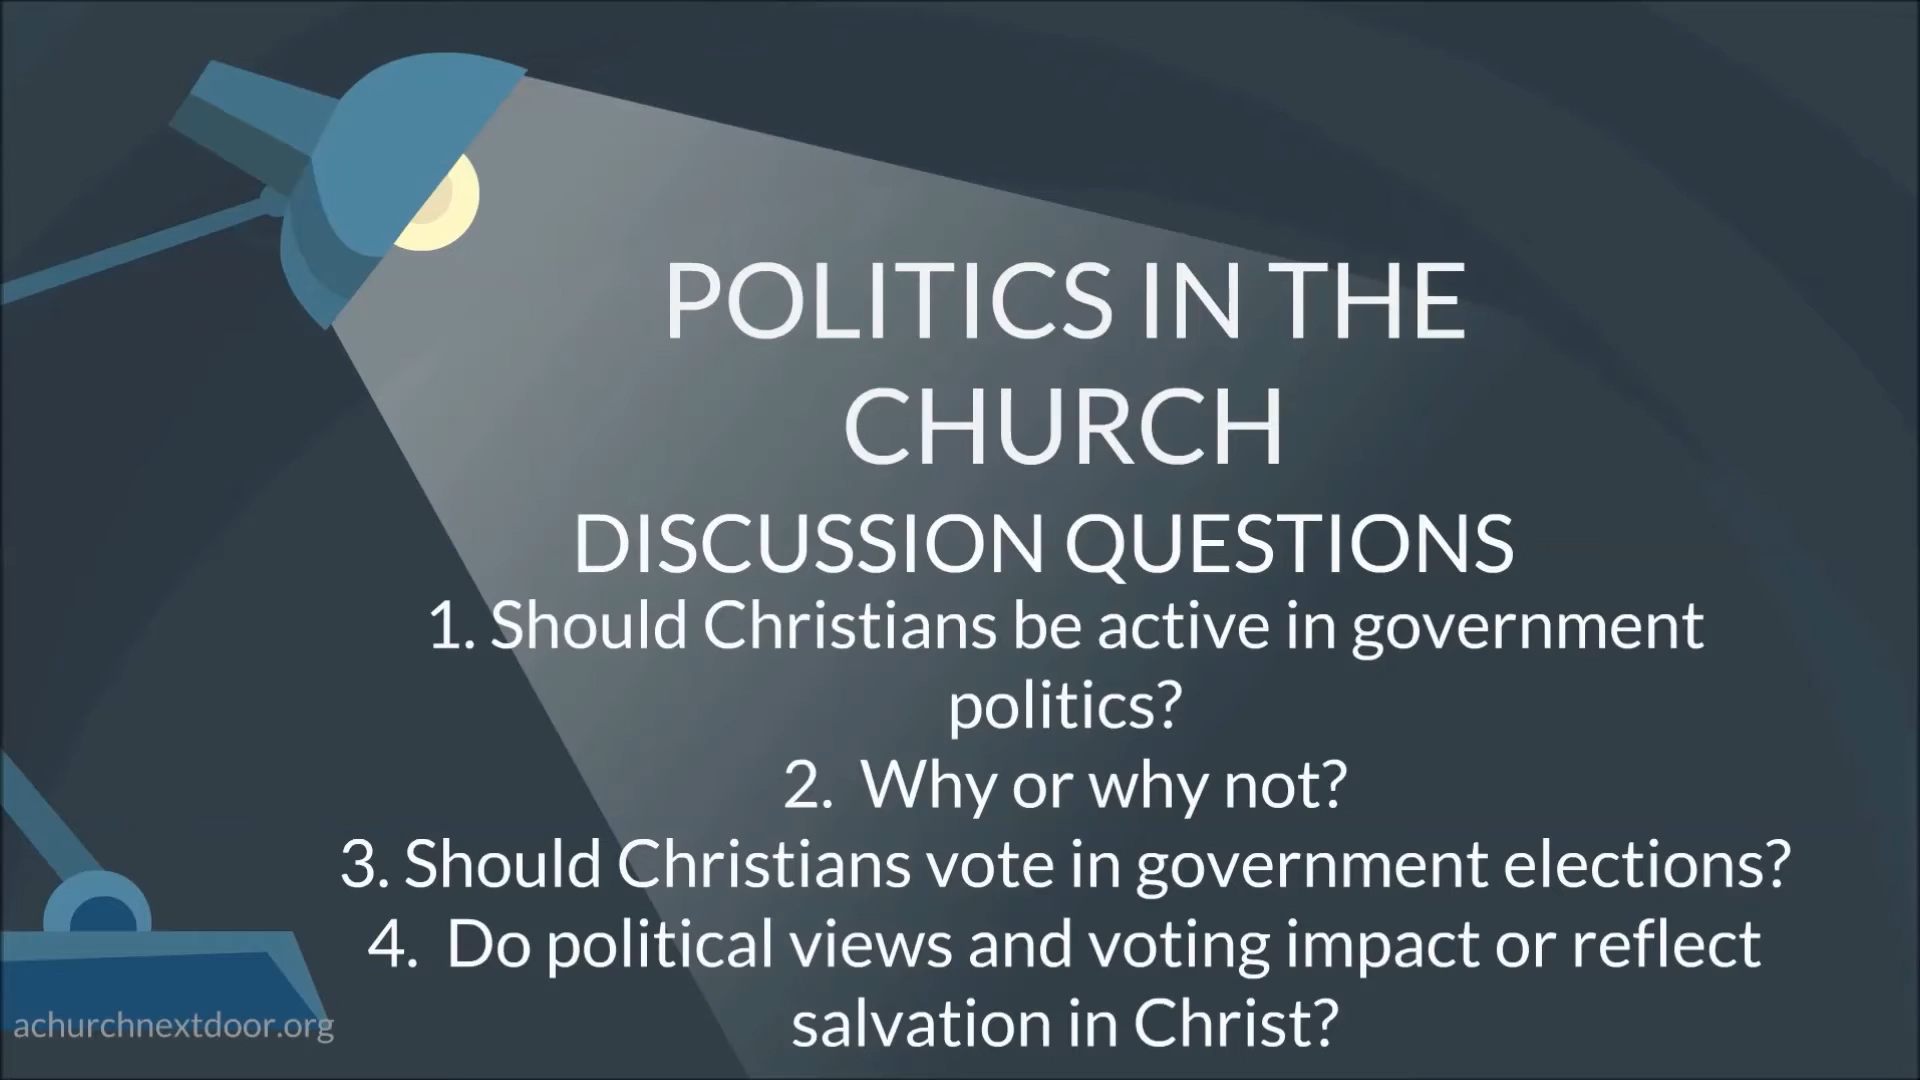 POLITICS IN THE
CHURCH
DISCUSSION QUESTIONS
1. Should Christians be active in government
politics?
2.  Why or why not?
3. Should Christians vote in government elections?
4.  Do political views and voting impact or reflect
salvation in Christ?
achurchnextdoor.org